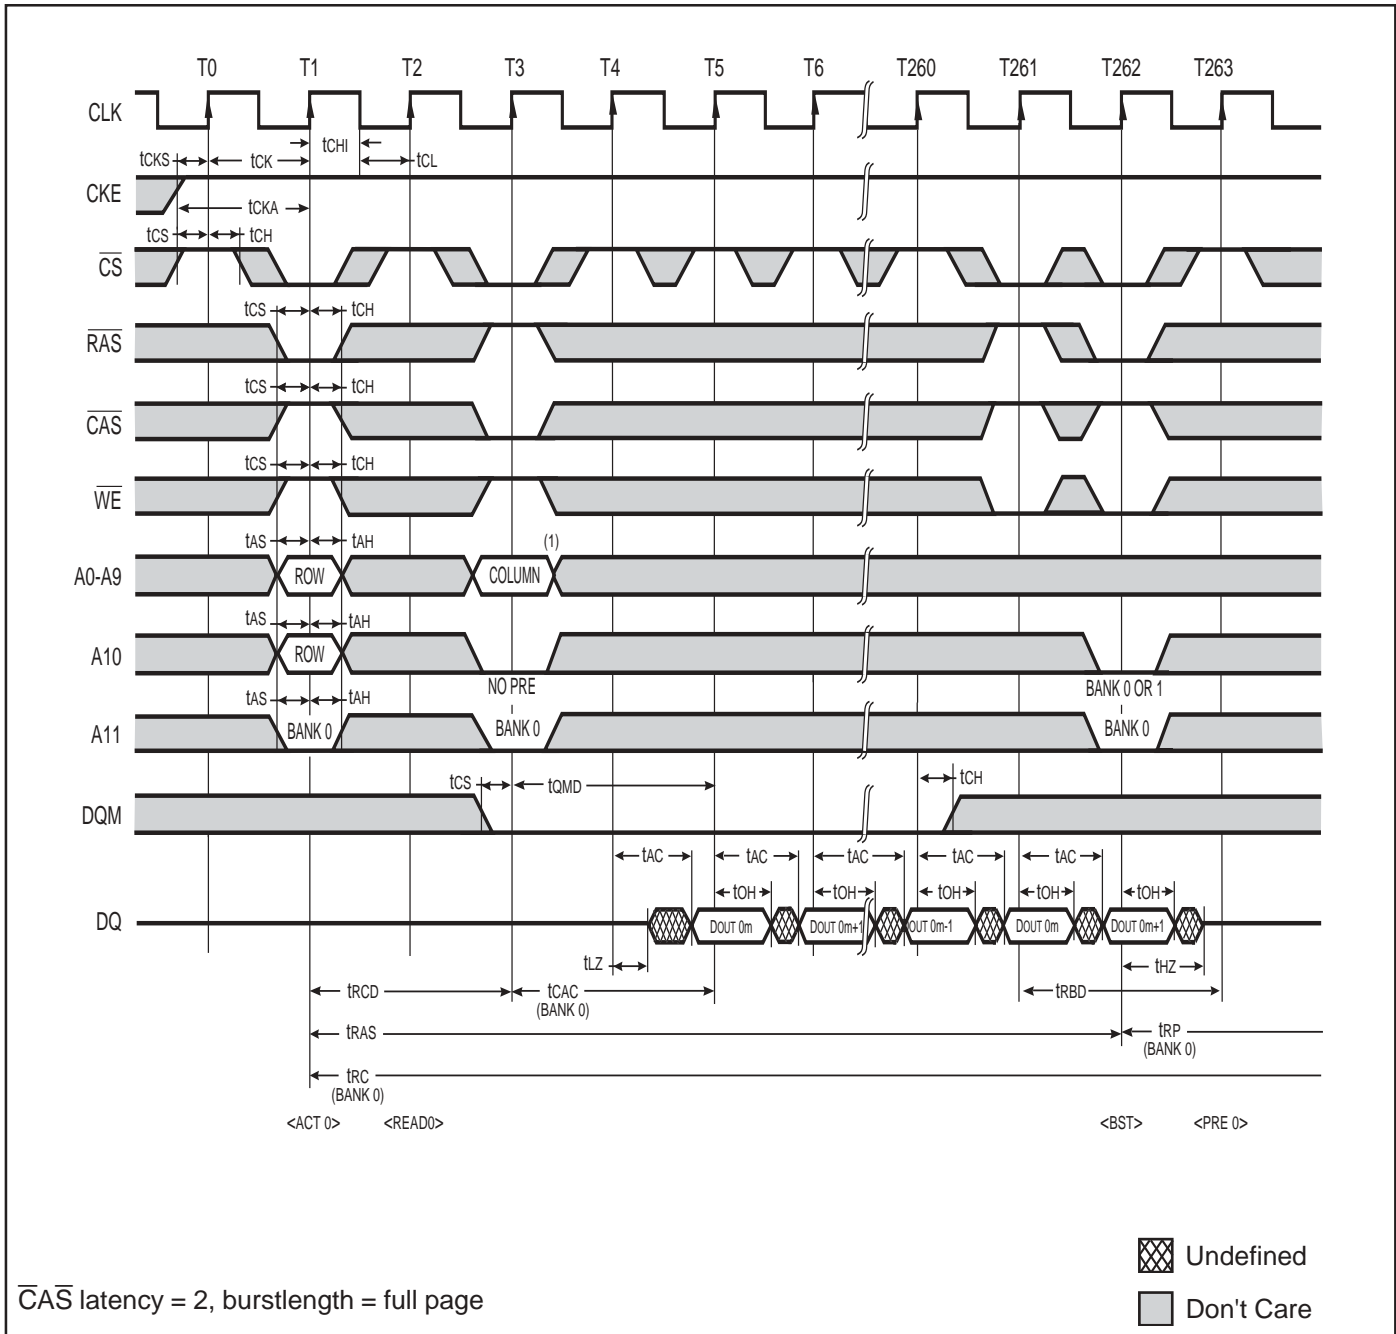 T0 T1 T2 T3 T4 T5 T6 T260 T261 T262 T263
CLK
tCHI
tCKS tCK tCL
CKE
tCKA
tCS tCH
CS
tCS tCH
RAS
tCS tCH
CAS
tCS tCH
WE
tAS tAH (1)
A0-A9 ROW COLUMN
tAS tAH
A10 ROW
NO PRE BANK 0 OR 1
tAS tAH
A11 BANK 0 BANK 0 BANK 0
tCS tQMD tCH
DQM
tAC tAC tAC tAC tAC
tOH tOH tOH tOH tOH
DQ DOUT 0m DOUT 0m+1 OUT 0m-1 DOUT 0m DOUT 0m+1
tLZ tHZ
tRCD tCAC tRBD
(BANK 0)
tRAS tRP
(BANK 0)
tRC
(BANK 0)
<ACT 0> <READ0> <BST> <PRE 0>
Undefined
CAS latency = 2, burstlength = full page
Don't Care